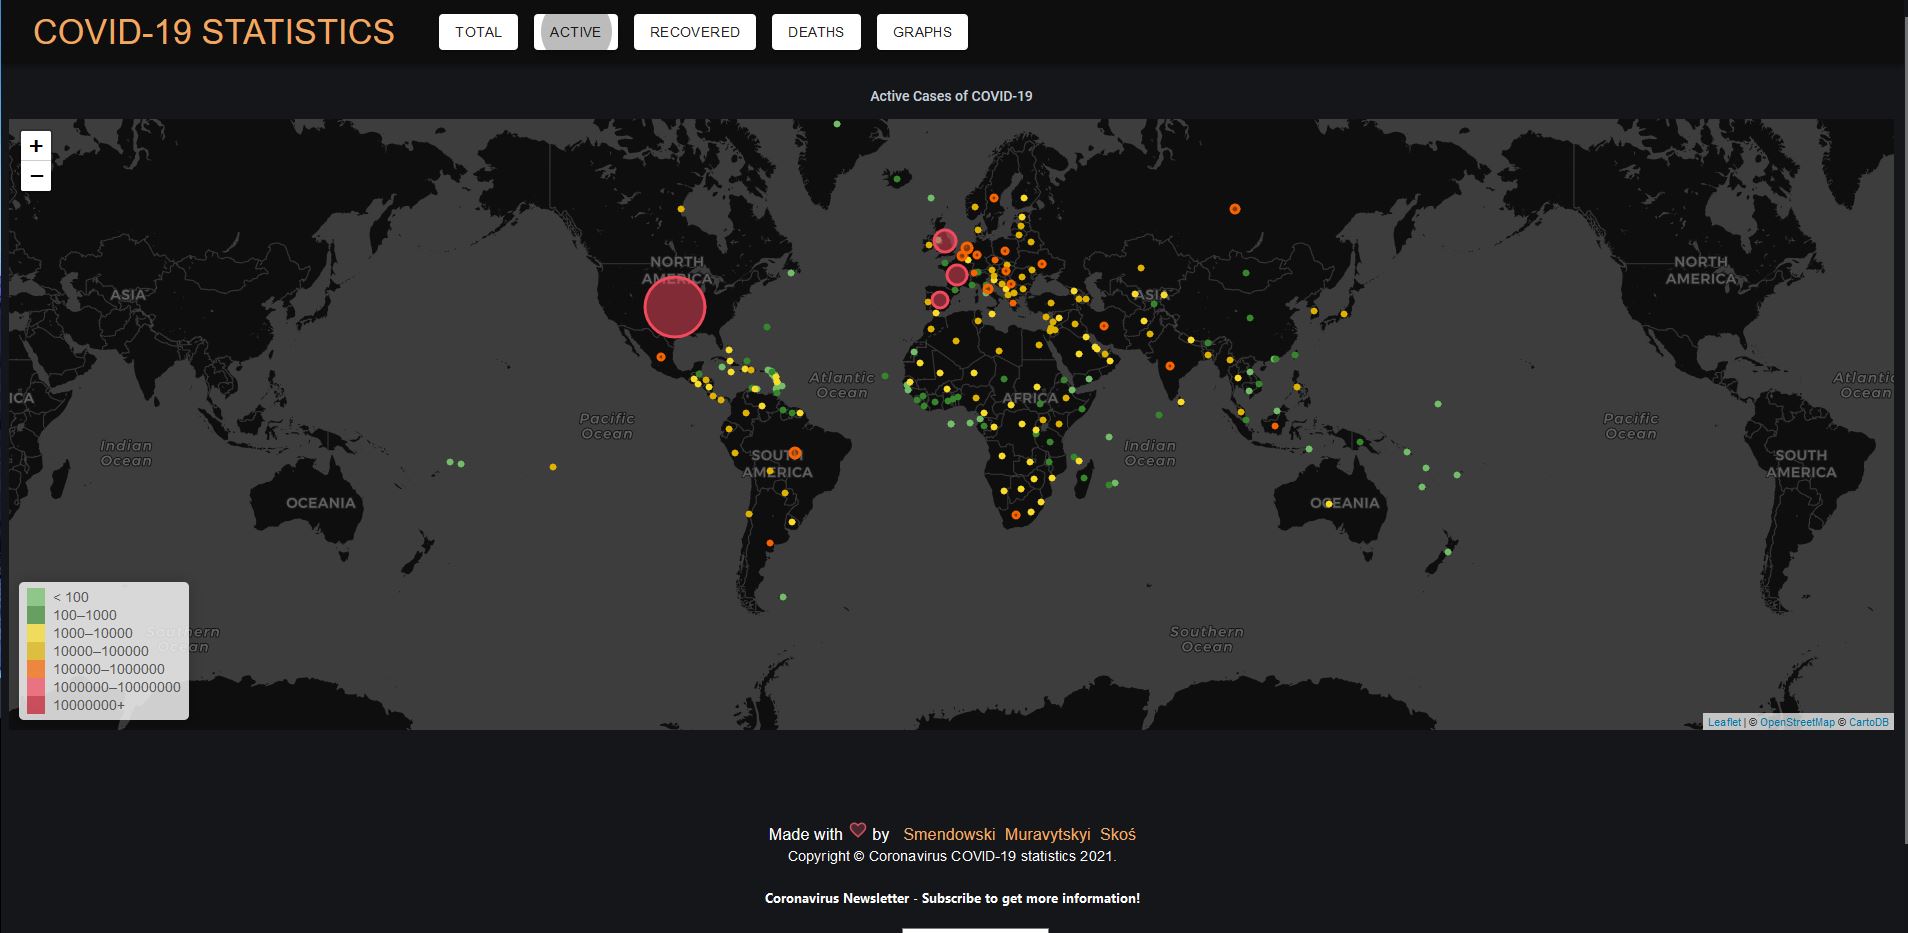 COVID-19 STATISTICS
TOTAL
ACTIVE
RECOVERED
DEATHS
GRAPHS
Active Cases of COVID-19
+
−
NORTH
AMERICA
NORTH
AMERICA
ASIA
ASIA
Atlantic
Ocean
Atlantic
Ocean
ICA
AFRICA
Pacific
Ocean
Pacific
Ocean
Indian
Ocean
Indian
Ocean
SOUTH
AMERICA
SOUTH
AMERICA
OCEANIA
OCEANIA
< 100
100–1000
1000–10000
10000–100000
100000–1000000
1000000–10000000
10000000+
Southern
Ocean
Southern
Ocean
Leaflet | © OpenStreetMap © CartoDB
Made with by Smendowski Muravytskyi Skoś
Copyright © Coronavirus COVID-19 statistics 2021.
Coronavirus Newsletter - Subscribe to get more information!